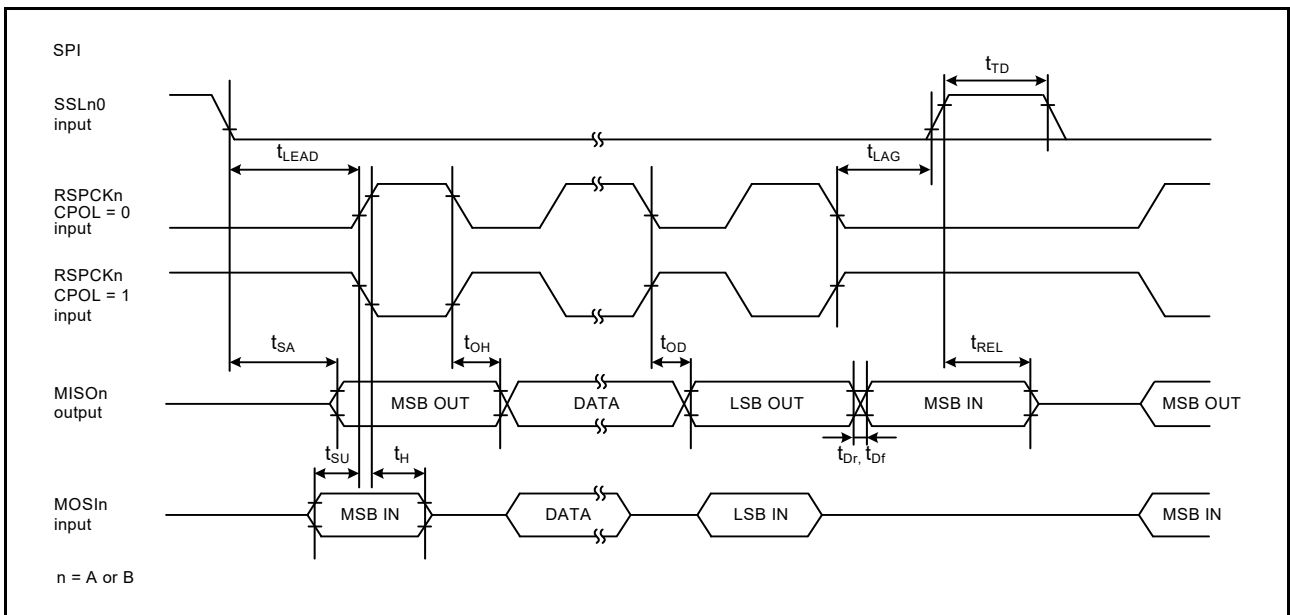 SPI
t_TD
SSLn0
input
t_LEAD
t_LAG
RSPCKn
CPOL = 0
input
RSPCKn
CPOL = 1
input
t_SA
t_OH
t_OD
t_REL
MISOn
output
MSB OUT
DATA
LSB OUT
MSB IN
MSB OUT
t_SU
t_H
t_Dr, t_Df
MOSIn
input
MSB IN
DATA
LSB IN
MSB IN
n = A or B